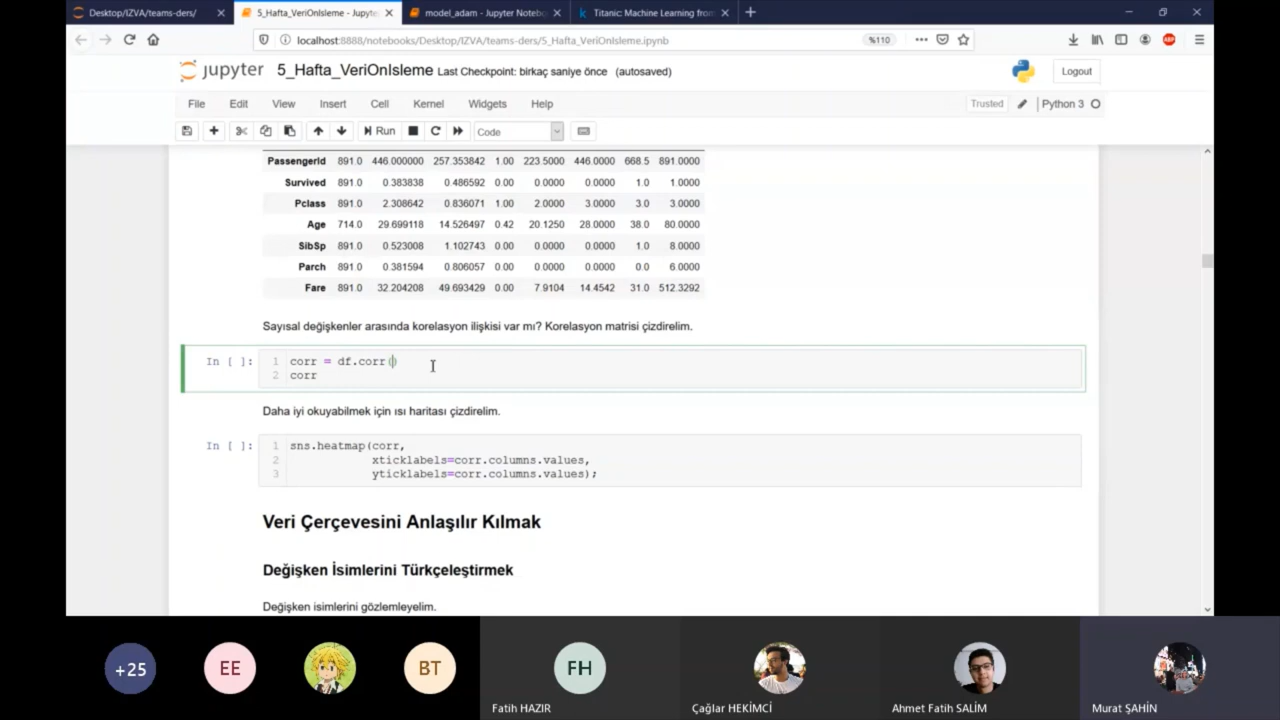 Desktop/IZVA/teams-ders/
5_Hafta_VeriOnIsleme - Jupyte
model_adam - Jupyter Noteb
Titanic: Machine Learning from
localhost:8888/notebooks/Desktop/IZVA/teams-ders/5_Hafta_VeriOnIsleme.ipynb
%110
ABP
jupyter 5_Hafta_VeriOnIsleme Last Checkpoint: birkaç saniye önce (autosaved)
Logout
File Edit View Insert Cell Kernel Widgets Help
Trusted
Python 3
Run
Code
PassengerId 891.0 446.000000 257.353842 1.00 223.5000 446.0000 668.5 891.0000
Survived 891.0 0.383838 0.486592 0.00 0.0000 0.0000 1.0 1.0000
Pclass 891.0 2.308642 0.836071 1.00 2.0000 3.0000 3.0 3.0000
Age 714.0 29.699118 14.526497 0.42 20.1250 28.0000 38.0 80.0000
SibSp 891.0 0.523008 1.102743 0.00 0.0000 0.0000 1.0 8.0000
Parch 891.0 0.381594 0.806057 0.00 0.0000 0.0000 0.0 6.0000
Fare 891.0 32.204208 49.693429 0.00 7.9104 14.4542 31.0 512.3292
Sayısal değişkenler arasında korelasyon ilişkisi var mı? Korelasyon matrisi çizdirelim.
In [ ]: 1 corr = df.corr()
2 corr
Daha iyi okuyabilmek için ısı haritası çizdirelim.
In [ ]: 1 sns.heatmap(corr,
2 xticklabels=corr.columns.values,
3 yticklabels=corr.columns.values);
Veri Çerçevesini Anlaşılır Kılmak
Değişken İsimlerini Türkçeleştirmek
Değişken isimlerini gözlemleyelim.
+25
EE
BT
FH
Fatih HAZIR
Çağlar HEKİMCİ
Ahmet Fatih SALİM
Murat ŞAHİN